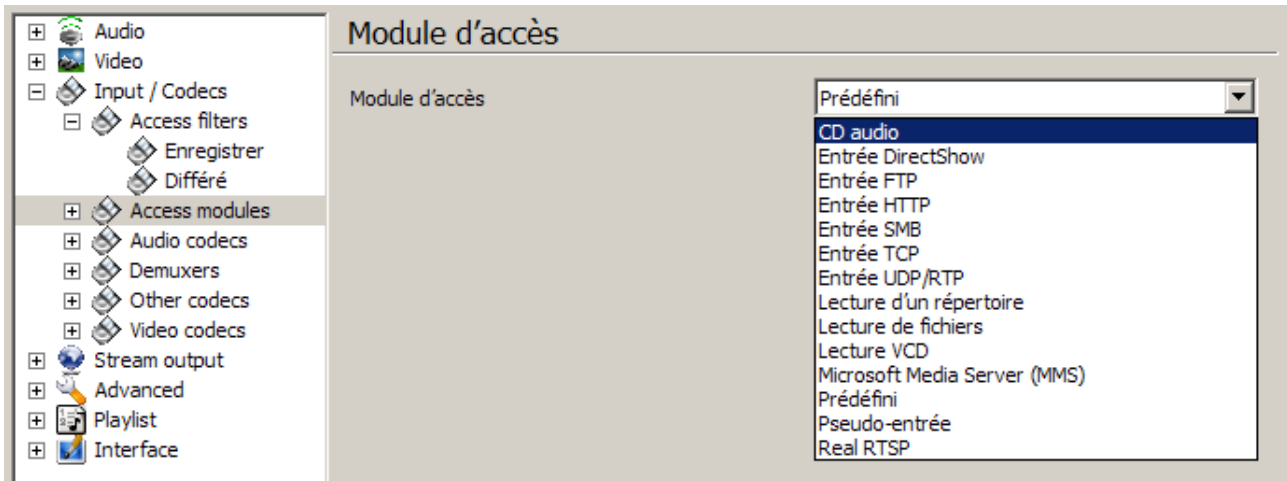 Audio
Video
Input / Codecs
Access filters
Enregistrer
Différé
Access modules
Audio codecs
Demuxers
Other codecs
Video codecs
Stream output
Advanced
Playlist
Interface
Module d'accès
Module d'accès
Prédéfini
CD audio
Entrée DirectShow
Entrée FTP
Entrée HTTP
Entrée SMB
Entrée TCP
Entrée UDP/RTP
Lecture d'un répertoire
Lecture de fichiers
Lecture VCD
Microsoft Media Server (MMS)
Prédéfini
Pseudo-entrée
Real RTSP